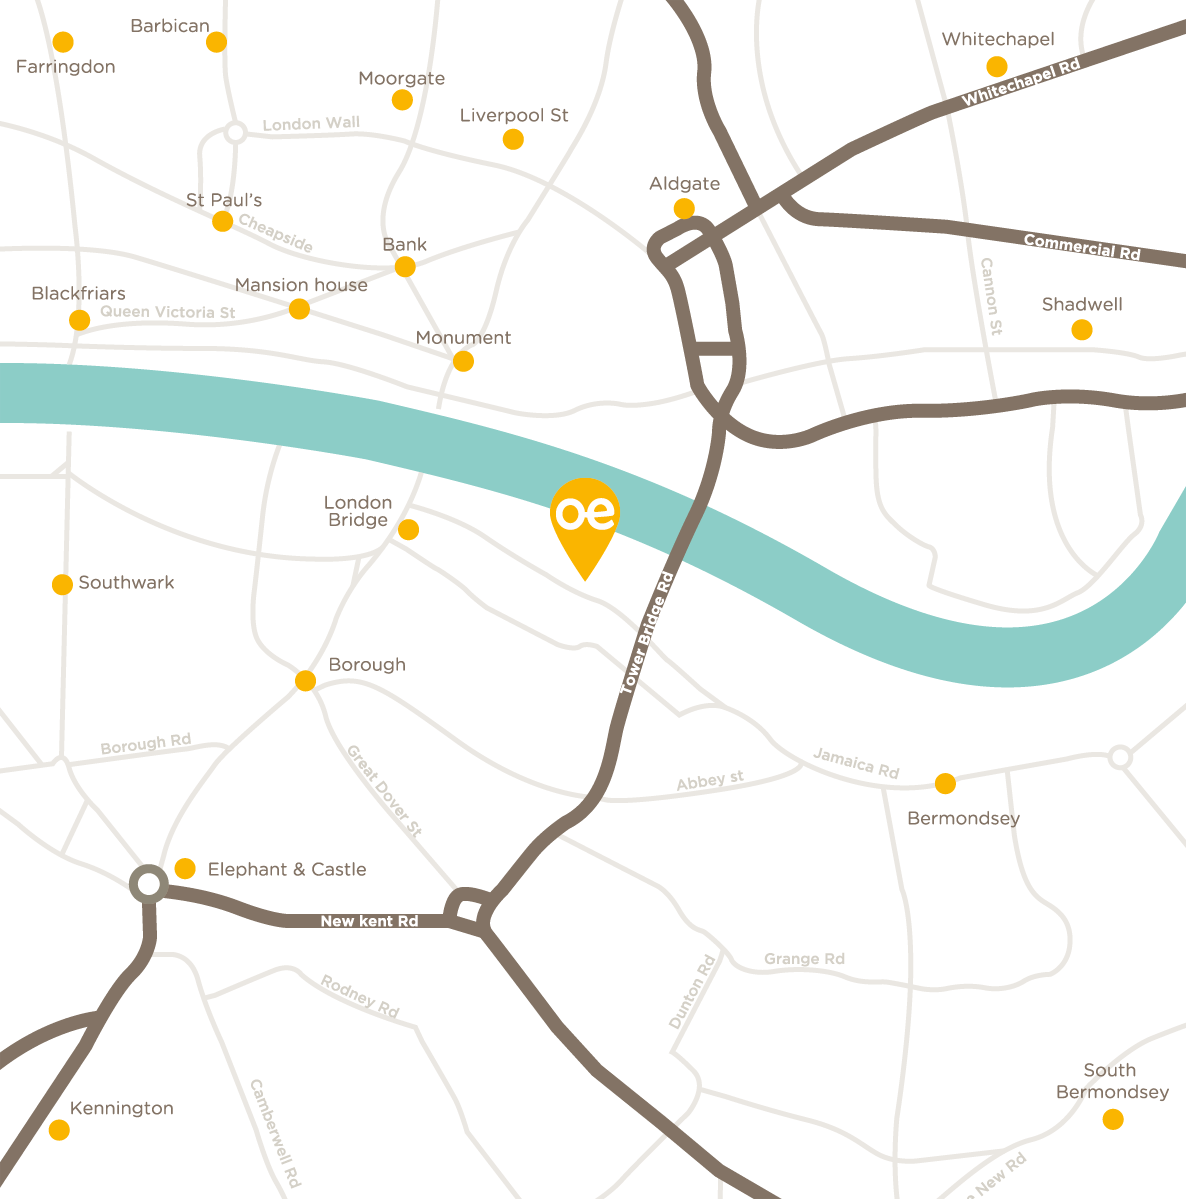 Barbican
Farringdon
Whitechapel
Moorgate
Whitechapel Rd
Liverpool St
London Wall
Aldgate
St Paul's
Cheapside
Bank
Commercial Rd
Mansion house
Cannon St
Blackfriars
Queen Victoria St
Shadwell
Monument
London
Bridge
oe
Southwark
Tower Bridge Rd
Borough
Borough Rd
Great Dover St
Abbey st
Jamaica Rd
Bermondsey
Elephant & Castle
New kent Rd
Grange Rd
Dunton Rd
Rodney Rd
South
Bermondsey
Kennington
Camberwell Rd
New Rd